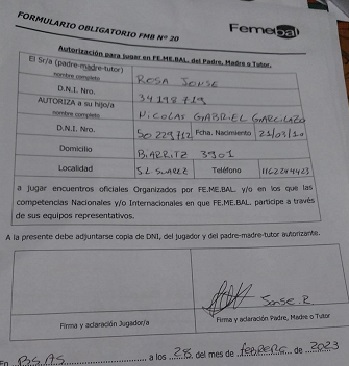 FORMULARIO OBLIGATORIO FMB Nº 20
Femebal
Autorización para jugar en FE.ME.BAL. del Padre, Madre o Tutor.
El Sr/a (padre-madre-tutor)
nombre completo
ROSA JONSE
D.N.I. Nro.
34198719
AUTORIZA a su hijo/a
nombre completo
NICOLAS GABRIEL GARCILAZO
D.N.I. Nro.
50229712
Fcha. Nacimiento
21/03/10
Domicilio
BIARRITZ 3901
Localidad
J.L. SUAREZ
Teléfono
1162244423
a jugar encuentros oficiales Organizados por FE.ME.BAL. y/o en los que las
competencias Nacionales y/o Internacionales en que FE.ME.BAL. participe a través
de sus equipos representativos.
A la presente debe adjuntarse copia de DNI, del jugador y del padre-madre-tutor autorizante.
Jonse. R
Firma y aclaración Jugador/a
Firma y aclaración Padre, Madre o Tutor
En BS.AS a los 28 del mes de febrero de 2023